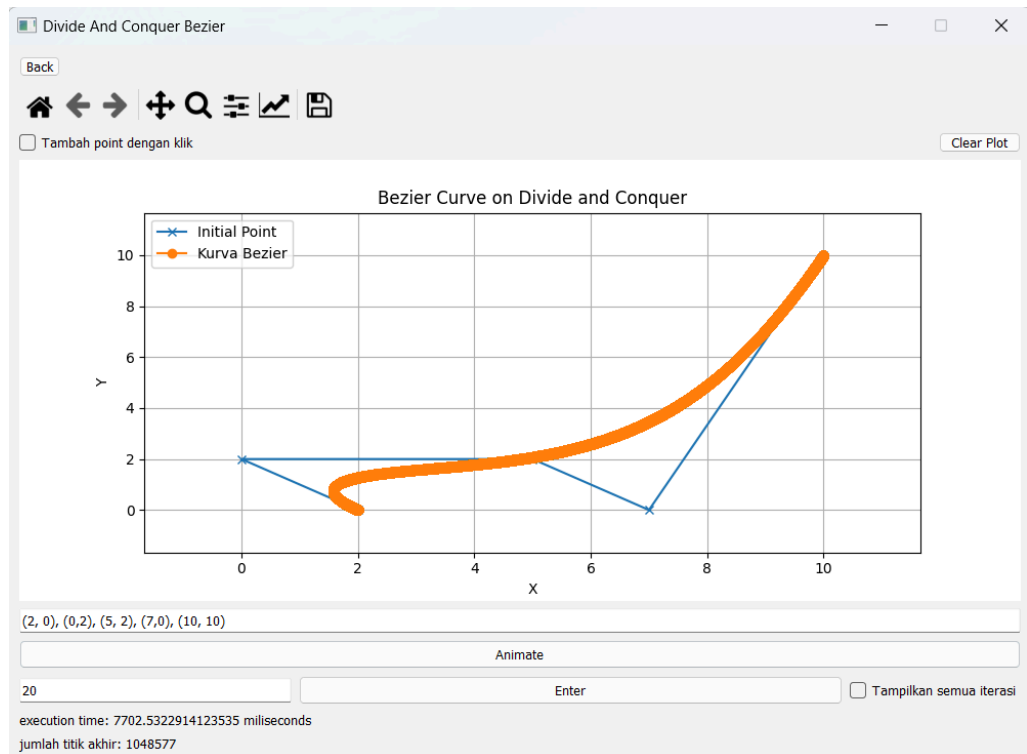 Divide And Conquer Bezier
Back
Tambah point dengan klik
Clear Plot
Bezier Curve on Divide and Conquer
Initial Point
Kurva Bezier
10
8
6
4
2
0
Y
0 2 4 6 8 10
X
(2, 0), (0,2), (5, 2), (7,0), (10, 10)
Animate
20
Enter
Tampilkan semua iterasi
execution time: 7702.5322914123535 miliseconds
jumlah titik akhir: 1048577